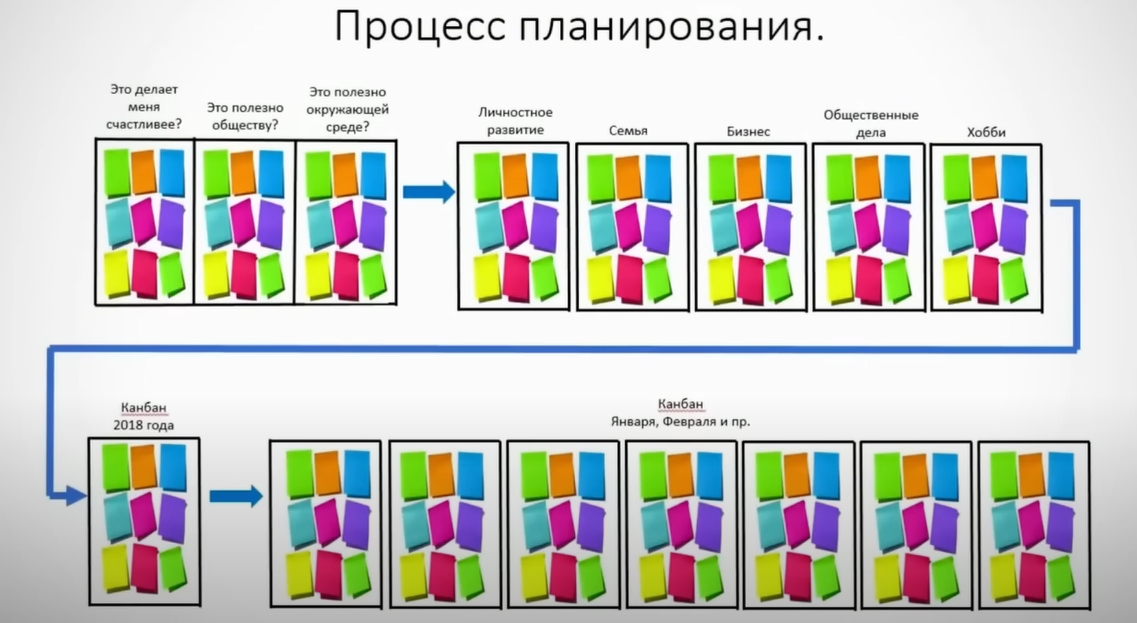 Процесс планирования.
Это делает
меня
счастливее?
Это полезно
обществу?
Это полезно
окружающей
среде?
Личностное
развитие
Семья
Бизнес
Общественные
дела
Хобби
Канбан
2018 года
Канбан
Января, Февраля и пр.